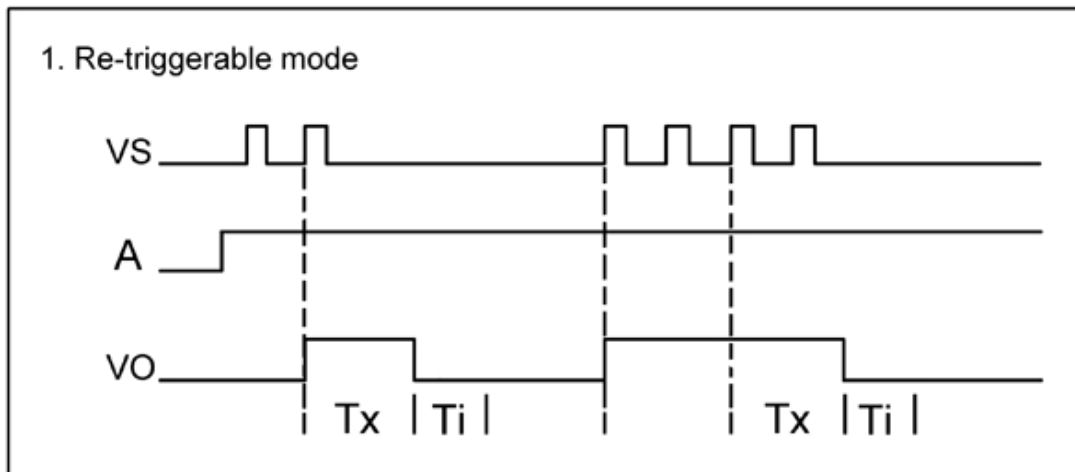 1. Re-triggerable mode
VS
A
VO
Tx Ti Tx Ti